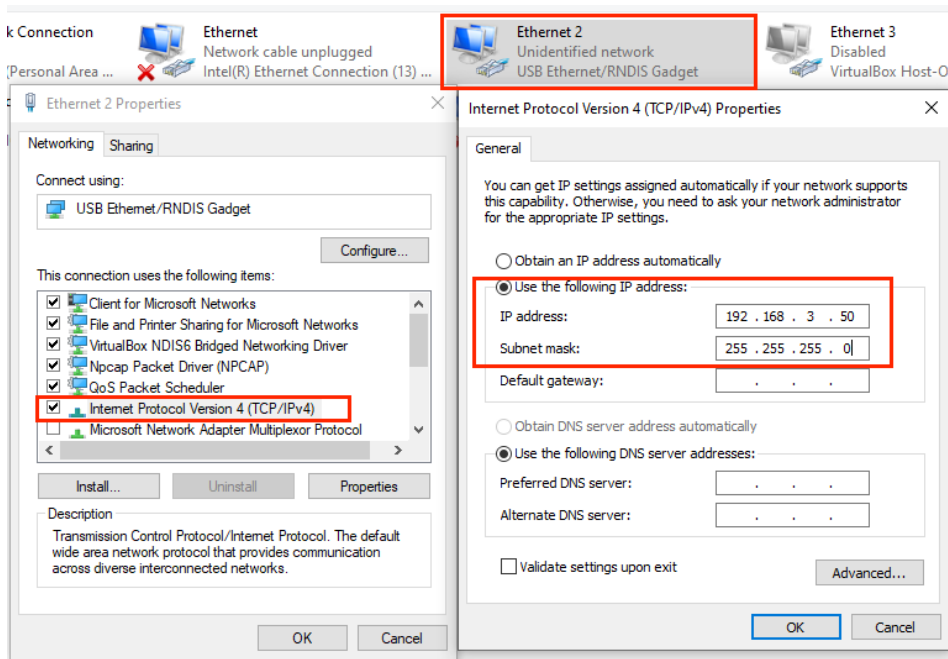 k Connection
(Personal Area ...
Ethernet
Network cable unplugged
Intel(R) Ethernet Connection (13) ...
Ethernet 2
Unidentified network
USB Ethernet/RNDIS Gadget
Ethernet 3
Disabled
VirtualBox Host-O
Ethernet 2 Properties
Networking
Sharing
Connect using:
USB Ethernet/RNDIS Gadget
Configure...
This connection uses the following items:
Client for Microsoft Networks
File and Printer Sharing for Microsoft Networks
VirtualBox NDIS6 Bridged Networking Driver
Npcap Packet Driver (NPCAP)
QoS Packet Scheduler
Internet Protocol Version 4 (TCP/IPv4)
Microsoft Network Adapter Multiplexor Protocol
Install...
Uninstall
Properties
Description
Transmission Control Protocol/Internet Protocol. The default
wide area network protocol that provides communication
across diverse interconnected networks.
OK
Cancel
Internet Protocol Version 4 (TCP/IPv4) Properties
General
You can get IP settings assigned automatically if your network supports
this capability. Otherwise, you need to ask your network administrator
for the appropriate IP settings.
Obtain an IP address automatically
Use the following IP address:
IP address:
192 . 168 . 3 . 50
Subnet mask:
255 . 255 . 255 . 0
Default gateway:
. . .
Obtain DNS server address automatically
Use the following DNS server addresses:
Preferred DNS server:
. . .
Alternate DNS server:
. . .
Validate settings upon exit
Advanced...
OK
Cancel